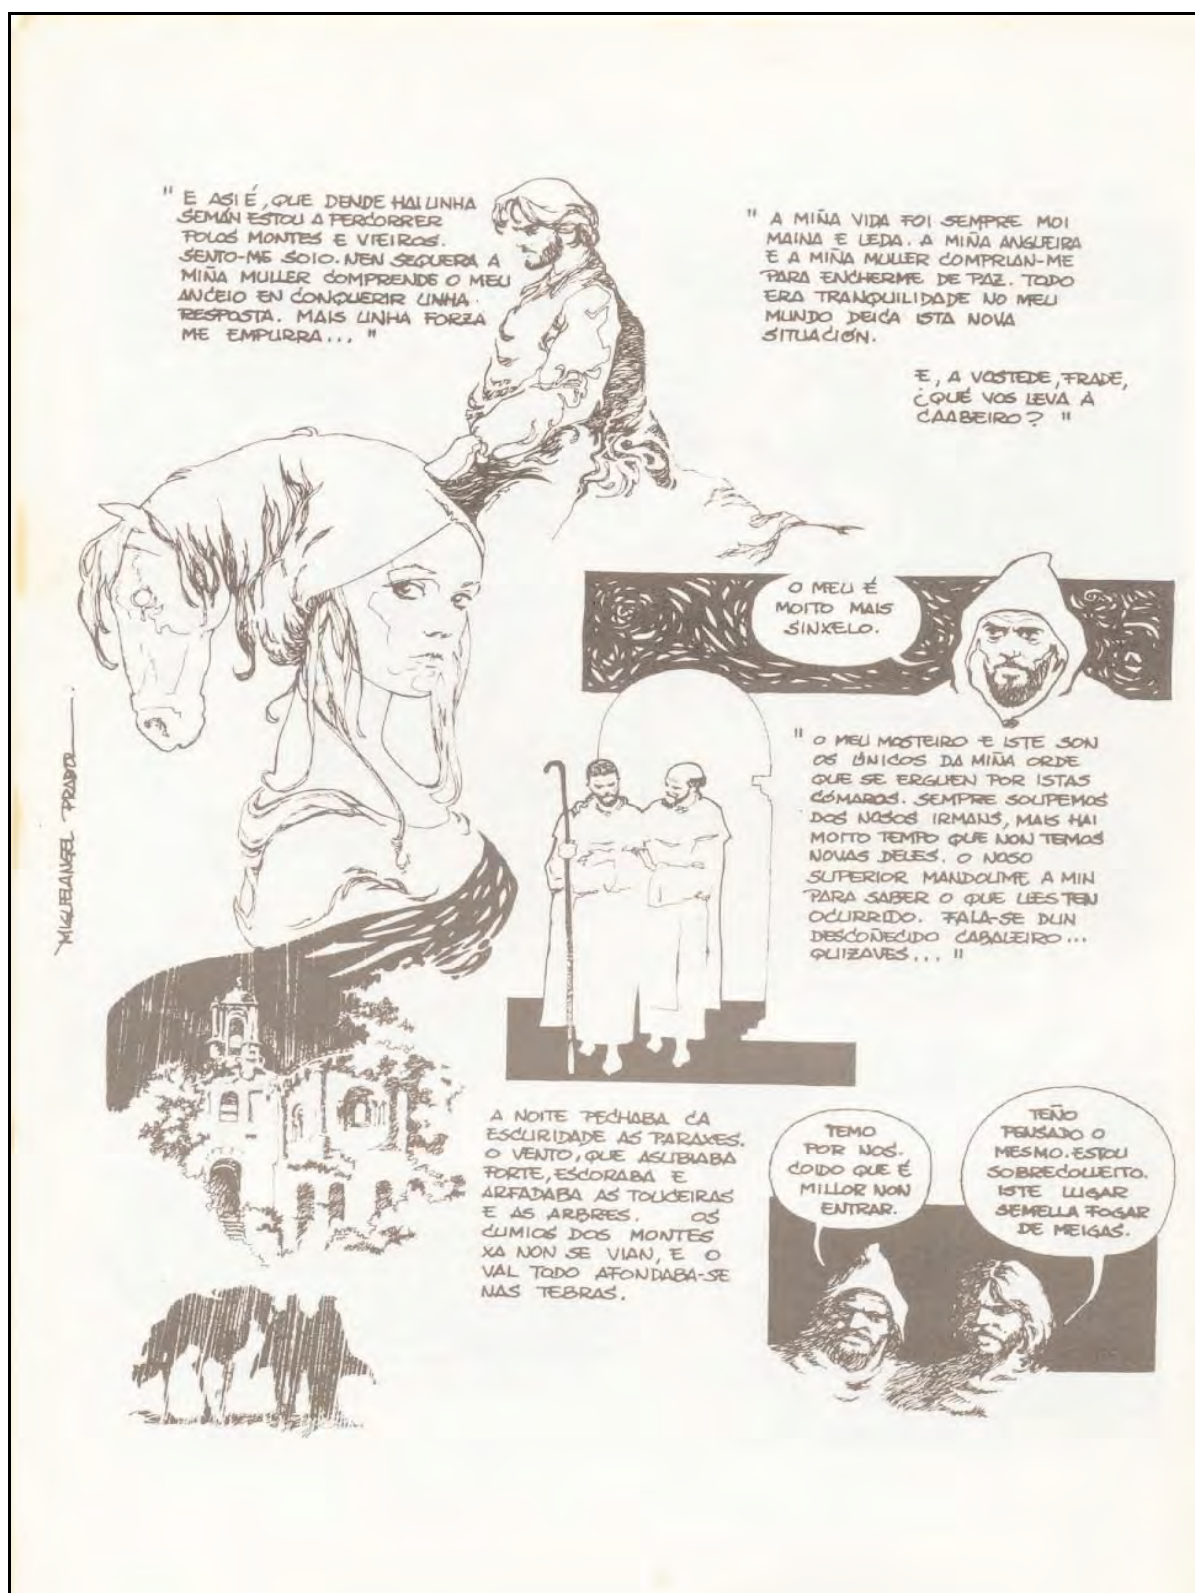 " E ASI É, QUE DENDE HAI UNHA
SEMÁN ESTOU A PERCORRER
POLOS MONTES E VIEIROS.
SENTO-ME SOIO. NEN SEQUERA A
MIÑA MULLER COMPRENDE O MEU
ANCEIO EN CONQUERIR UNHA
RESPOSTA. MAIS UNHA FORZA
ME EMPURRA... "
" A MIÑA VIDA FOI SEMPRE MOI
MAINA E LEDA. A MIÑA ANGUEIRA
E A MIÑA MULLER COMPRIAN-ME
PARA ENCHERME DE PAZ. TODO
ERA TRANQUILIDADE NO MEU
MUNDO DEICA ISTA NOVA
SITUACIÓN.
E, A VOSTEDE, FRADE,
¿QUÉ VOS LEVA À
CAABEIRO? "
O MEU É
MOITO MAIS
SINXELO.
" O MEU MOSTEIRO E ISTE SON
OS ÚNICOS DA MIÑA ORDE
QUE SE ERGUEN POR ISTAS
CÓMAROS. SEMPRE SOUPEMOS
DOS NOSOS IRMANS, MAIS HAI
MOITO TEMPO QUE NON TEMOS
NOVAS DELES. O NOSO
SUPERIOR MANDOUME A MIN
PARA SABER O QUE LLES TEN
OCURRIDO. FALA-SE DUN
DESCOÑECIDO CABALEIRO...
QUIZAVES... "
MIGUELANGEL PRADO
A NOITE PECHABA CA
ESCURIDADE AS PARAXES.
O VENTO, QUE ASUBIABA
FORTE, ESCORABA E
ARFADABA AS TOUCEIRAS
E AS ARBRES. OS
CUMIOS DOS MONTES
XA NON SE VIAN, E O
VAL TODO AFONDABA-SE
NAS TEBRAS.
TEMO
POR NOS.
COIDO QUE É
MILLOR NON
ENTRAR.
TEÑO
PENSADO O
MESMO. ESTOU
SOBRECOLLEITO.
ISTE LUGAR
SEMELLA FOGAR
DE MEIGAS.